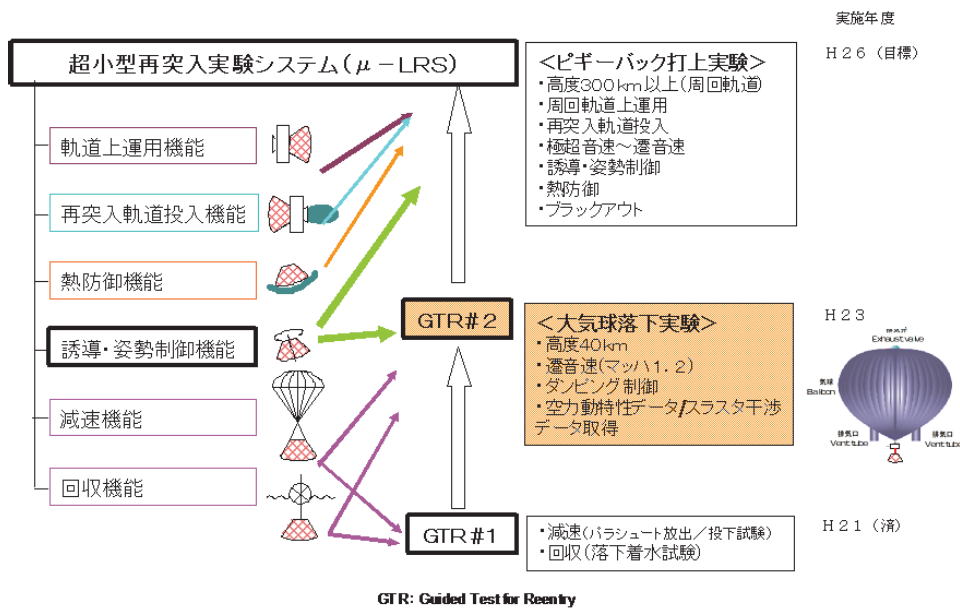 実施年度
超小型再突入実験システム(μ－LRS)
＜ピギーバック打上実験＞
・高度300km以上(周回軌道)
・周回軌道上運用
・再突入軌道投入
・極超音速～遷音速
・誘導・姿勢制御
・熱防御
・ブラックアウト
H26（目標）
軌道上運用機能
再突入軌道投入機能
熱防御機能
誘導・姿勢制御機能
減速機能
回収機能
GTR#2
＜大気球落下実験＞
・高度40km
・遷音速(マッハ1.2)
・ダンピング制御
・空力動特性データ/スラスタ干渉
データ取得
H23
排気弁
Exhaust valve
気球
Balloon
排気口
Vent tube
排気口
Vent tube
GTR#1
・減速(パラシュート放出／投下試験)
・回収(落下着水試験)
H21（済）
GTR: Guided Test for Reentry